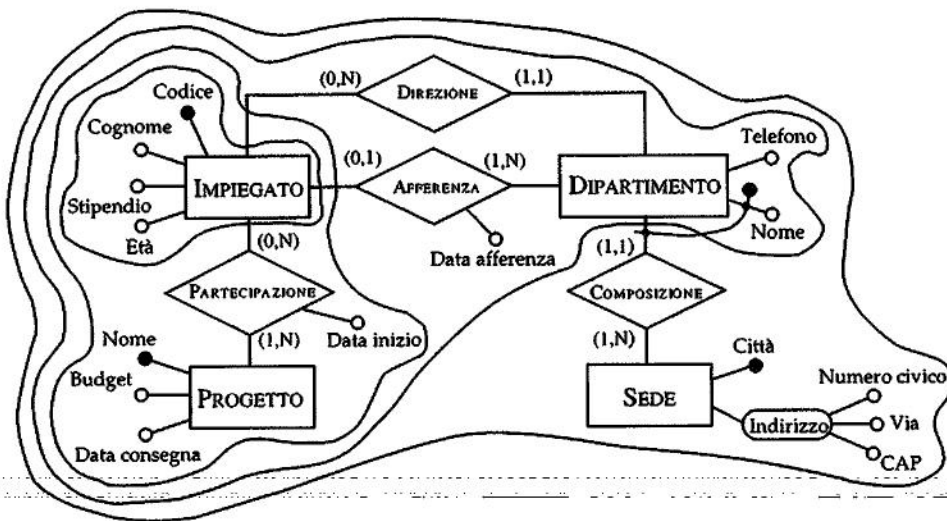 (0,N)
DIREZIONE
(1,1)
Codice
Cognome
Telefono
(0,1)
(1,N)
IMPIEGATO
AFFERENZA
DIPARTIMENTO
Stipendio
Nome
Età
(0,N)
Data afferenza
(1,1)
PARTECIPAZIONE
COMPOSIZIONE
Nome
(1,N)
Data inizio
(1,N)
Città
Budget
Numero civico
PROGETTO
SEDE
Indirizzo
Via
Data consegna
CAP